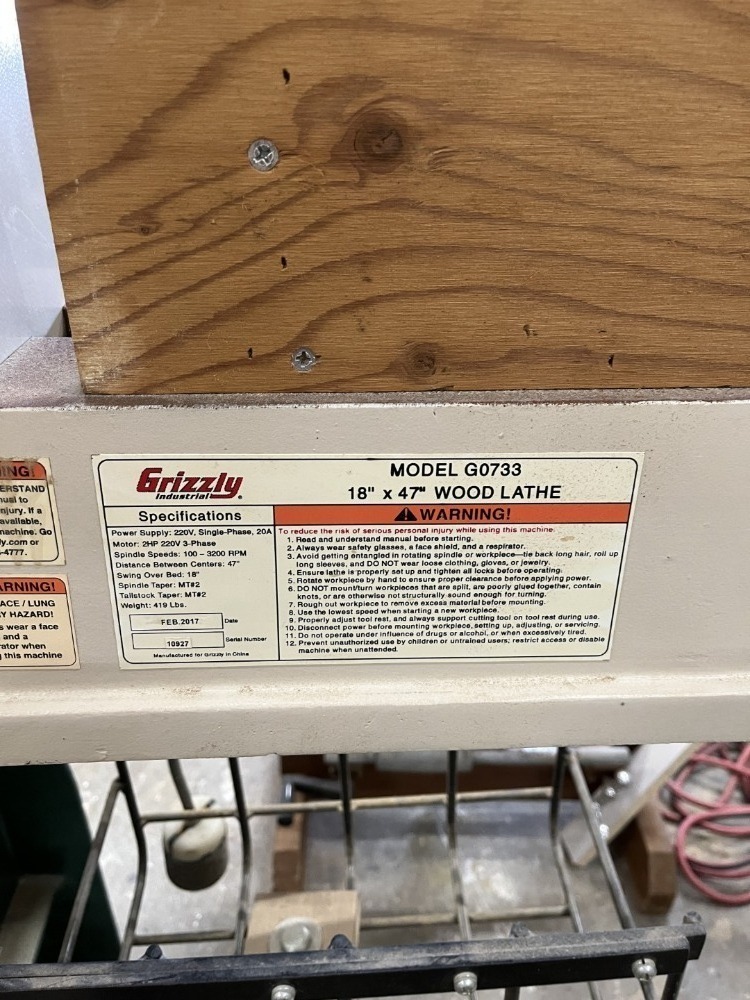 Grizzly
Industrial
®
MODEL G0733
18" x 47" WOOD LATHE
Specifications
Power Supply: 220V, Single-Phase, 20A
Motor: 2HP 220V 3-Phase
Spindle Speeds: 100 – 3200 RPM
Distance Between Centers: 47"
Swing Over Bed: 18"
Spindle Taper: MT#2
Tailstock Taper: MT#2
Weight: 419 Lbs.
FEB.2017 Date
10927 Serial Number
Manufactured for Grizzly in China
WARNING!
To reduce the risk of serious personal injury while using this machine:
1. Read and understand manual before starting.
2. Always wear safety glasses, a face shield, and a respirator.
3. Avoid getting entangled in rotating spindle or workpiece—tie back long hair, roll up
long sleeves, and DO NOT wear loose clothing, gloves, or jewelry.
4. Ensure lathe is properly set up and tighten all locks before operating.
5. Rotate workpiece by hand to ensure proper clearance before applying power.
6. DO NOT mount/turn workpieces that are split, are poorly glued together, contain
knots, or are otherwise not structurally sound enough for turning.
7. Rough out workpiece to remove excess material before mounting.
8. Use the lowest speed when starting a new workpiece.
9. Properly adjust tool rest, and always support cutting tool on tool rest during use.
10. Disconnect power before mounting workpiece, setting up, adjusting, or servicing.
11. Do not operate under influence of drugs or alcohol, or when excessively tired.
12. Prevent unauthorized use by children or untrained users; restrict access or disable
machine when unattended.
ING!
ERSTAND
nual to
njury. If a
available,
machine. Go
ly.com or
-4777.
ARNING!
ACE / LUNG
Y HAZARD!
s wear a face
and a
rator when
this machine